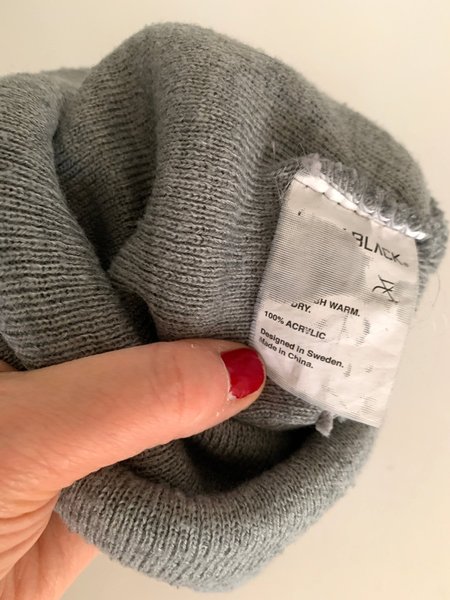 BLACK
H WARM.
DRY.
100% ACRYLIC
Designed in Sweden.
Made in China.